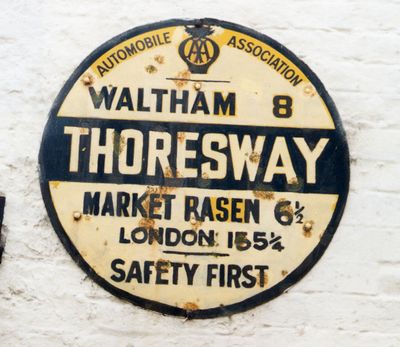 AUTOMOBILE ASSOCIATION
AA
WALTHAM 8
THORESWAY
MARKET RASEN 6½
LONDON 155¼
SAFETY FIRST